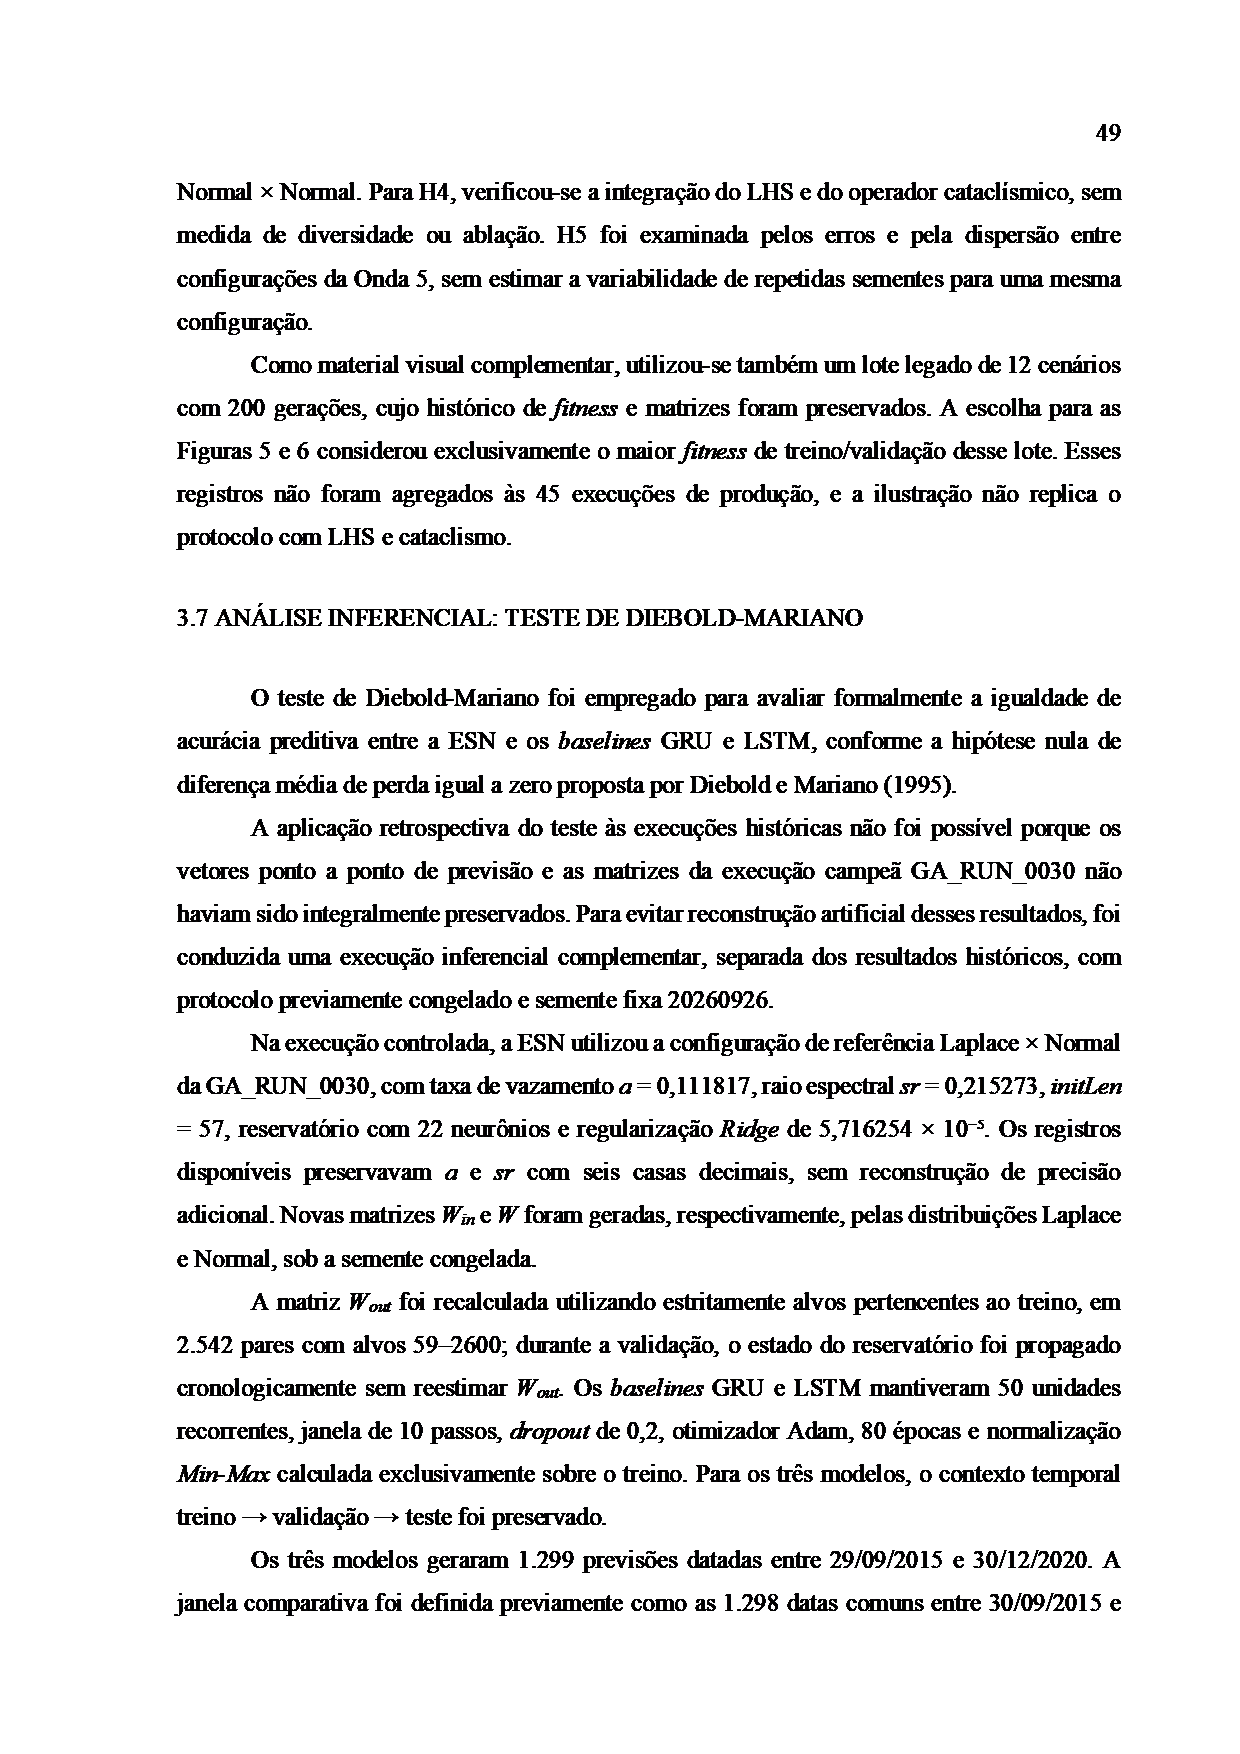 49
Normal × Normal. Para H4, verificou-se a integração do LHS e do operador cataclísmico, sem
medida de diversidade ou ablação. H5 foi examinada pelos erros e pela dispersão entre
configurações da Onda 5, sem estimar a variabilidade de repetidas sementes para uma mesma
configuração.
Como material visual complementar, utilizou-se também um lote legado de 12 cenários
com 200 gerações, cujo histórico de fitness e matrizes foram preservados. A escolha para as
Figuras 5 e 6 considerou exclusivamente o maior fitness de treino/validação desse lote. Esses
registros não foram agregados às 45 execuções de produção, e a ilustração não replica o
protocolo com LHS e cataclismo.
3.7 ANÁLISE INFERENCIAL: TESTE DE DIEBOLD-MARIANO
O teste de Diebold-Mariano foi empregado para avaliar formalmente a igualdade de
acurácia preditiva entre a ESN e os baselines GRU e LSTM, conforme a hipótese nula de
diferença média de perda igual a zero proposta por Diebold e Mariano (1995).
A aplicação retrospectiva do teste às execuções históricas não foi possível porque os
vetores ponto a ponto de previsão e as matrizes da execução campeã GA_RUN_0030 não
haviam sido integralmente preservados. Para evitar reconstrução artificial desses resultados, foi
conduzida uma execução inferencial complementar, separada dos resultados históricos, com
protocolo previamente congelado e semente fixa 20260926.
Na execução controlada, a ESN utilizou a configuração de referência Laplace × Normal
da GA_RUN_0030, com taxa de vazamento a = 0,111817, raio espectral sr = 0,215273, initLen
= 57, reservatório com 22 neurônios e regularização Ridge de 5,716254 × 10⁻⁵. Os registros
disponíveis preservavam a e sr com seis casas decimais, sem reconstrução de precisão
adicional. Novas matrizes Win e W foram geradas, respectivamente, pelas distribuições Laplace
e Normal, sob a semente congelada.
A matriz Wout foi recalculada utilizando estritamente alvos pertencentes ao treino, em
2.542 pares com alvos 59–2600; durante a validação, o estado do reservatório foi propagado
cronologicamente sem reestimar Wout. Os baselines GRU e LSTM mantiveram 50 unidades
recorrentes, janela de 10 passos, dropout de 0,2, otimizador Adam, 80 épocas e normalização
Min-Max calculada exclusivamente sobre o treino. Para os três modelos, o contexto temporal
treino → validação → teste foi preservado.
Os três modelos geraram 1.299 previsões datadas entre 29/09/2015 e 30/12/2020. A
janela comparativa foi definida previamente como as 1.298 datas comuns entre 30/09/2015 e